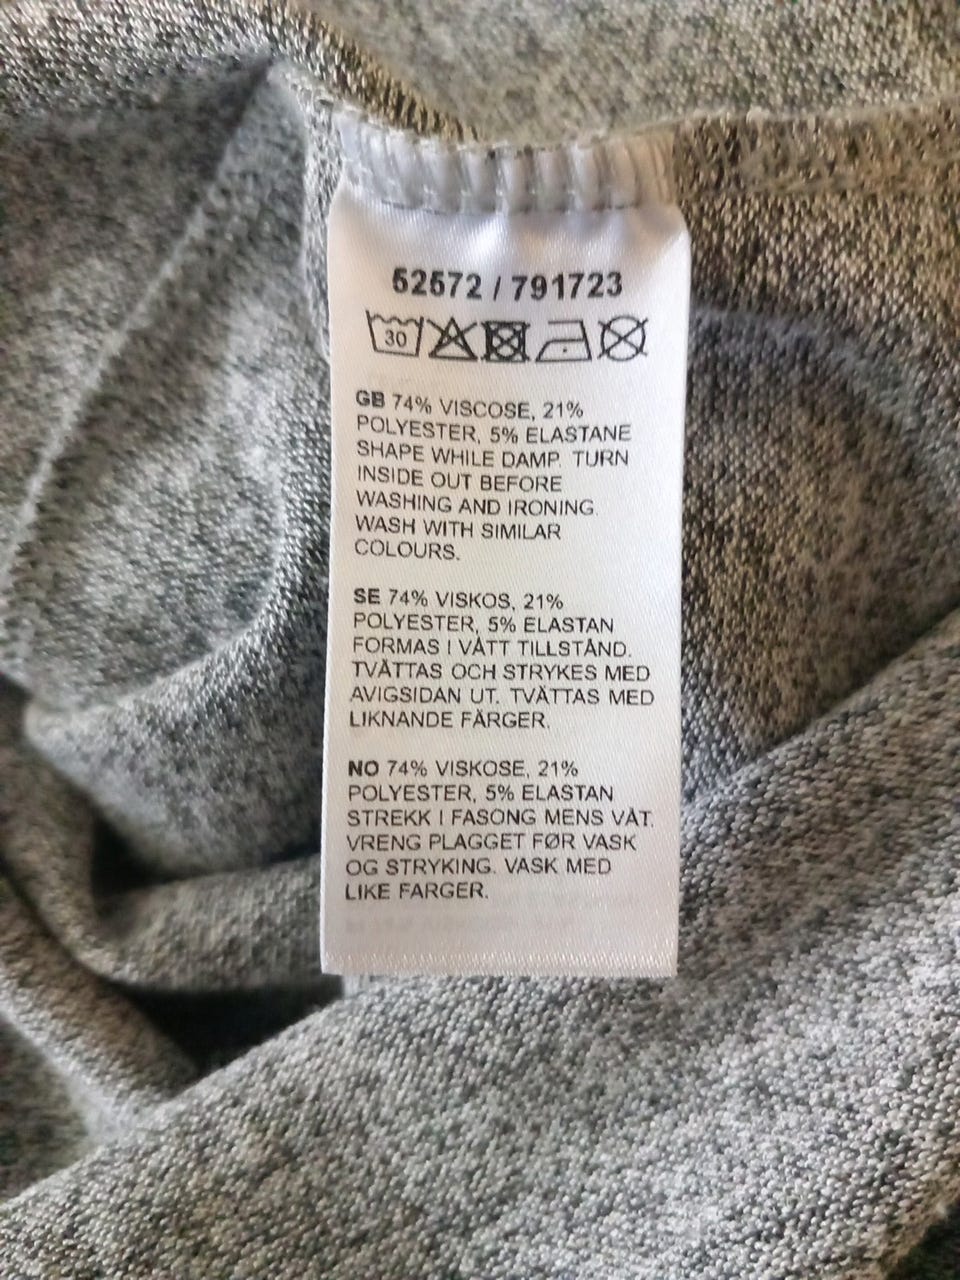 52572 / 791723
30
GB 74% VISCOSE, 21%
POLYESTER, 5% ELASTANE
SHAPE WHILE DAMP. TURN
INSIDE OUT BEFORE
WASHING AND IRONING.
WASH WITH SIMILAR
COLOURS.
SE 74% VISKOS, 21%
POLYESTER, 5% ELASTAN
FORMAS I VÅTT TILLSTÅND.
TVÄTTAS OCH STRYKES MED
AVIGSIDAN UT. TVÄTTAS MED
LIKNANDE FÄRGER.
NO 74% VISKOSE, 21%
POLYESTER, 5% ELASTAN
STREKK I FASONG MENS VÅT.
VRENG PLAGGET FØR VASK
OG STRYKING. VASK MED
LIKE FARGER.